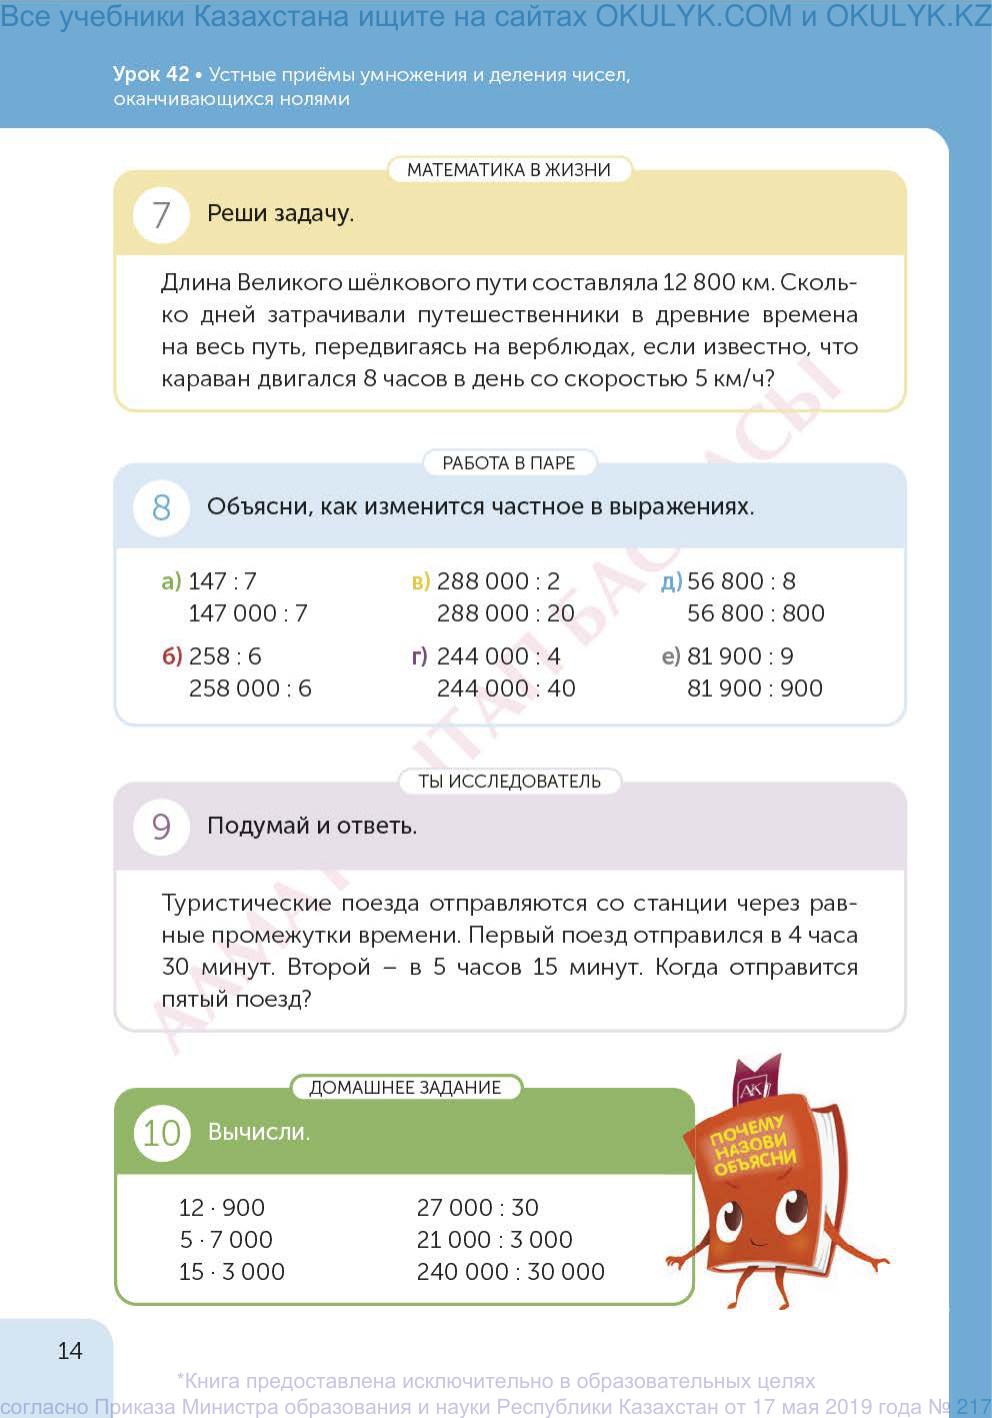 Все учебники Казахстана ищите на сайтах OKULYK.COM и OKULYK.KZ
Урок 42 • Устные приёмы умножения и деления чисел,
оканчивающихся нолями
МАТЕМАТИКА В ЖИЗНИ
7 Реши задачу.
Длина Великого шёлкового пути составляла 12 800 км. Сколь-
ко дней затрачивали путешественники в древние времена
на весь путь, передвигаясь на верблюдах, если известно, что
караван двигался 8 часов в день со скоростью 5 км/ч?
РАБОТА В ПАРЕ
8 Объясни, как изменится частное в выражениях.
а) 147 : 7
147 000 : 7
б) 258 : 6
258 000 : 6
в) 288 000 : 2
288 000 : 20
г) 244 000 : 4
244 000 : 40
д) 56 800 : 8
56 800 : 800
е) 81 900 : 9
81 900 : 900
ТЫ ИССЛЕДОВАТЕЛЬ
9 Подумай и ответь.
Туристические поезда отправляются со станции через рав-
ные промежутки времени. Первый поезд отправился в 4 часа
30 минут. Второй – в 5 часов 15 минут. Когда отправится
пятый поезд?
ДОМАШНЕЕ ЗАДАНИЕ
10 Вычисли.
12 · 900
5 · 7 000
15 · 3 000
27 000 : 30
21 000 : 3 000
240 000 : 30 000
АК
ПОЧЕМУ
НАЗОВИ
ОБЪЯСНИ
14
*Книга предоставлена исключительно в образовательных целях
согласно Приказа Министра образования и науки Республики Казахстан от 17 мая 2019 года № 217